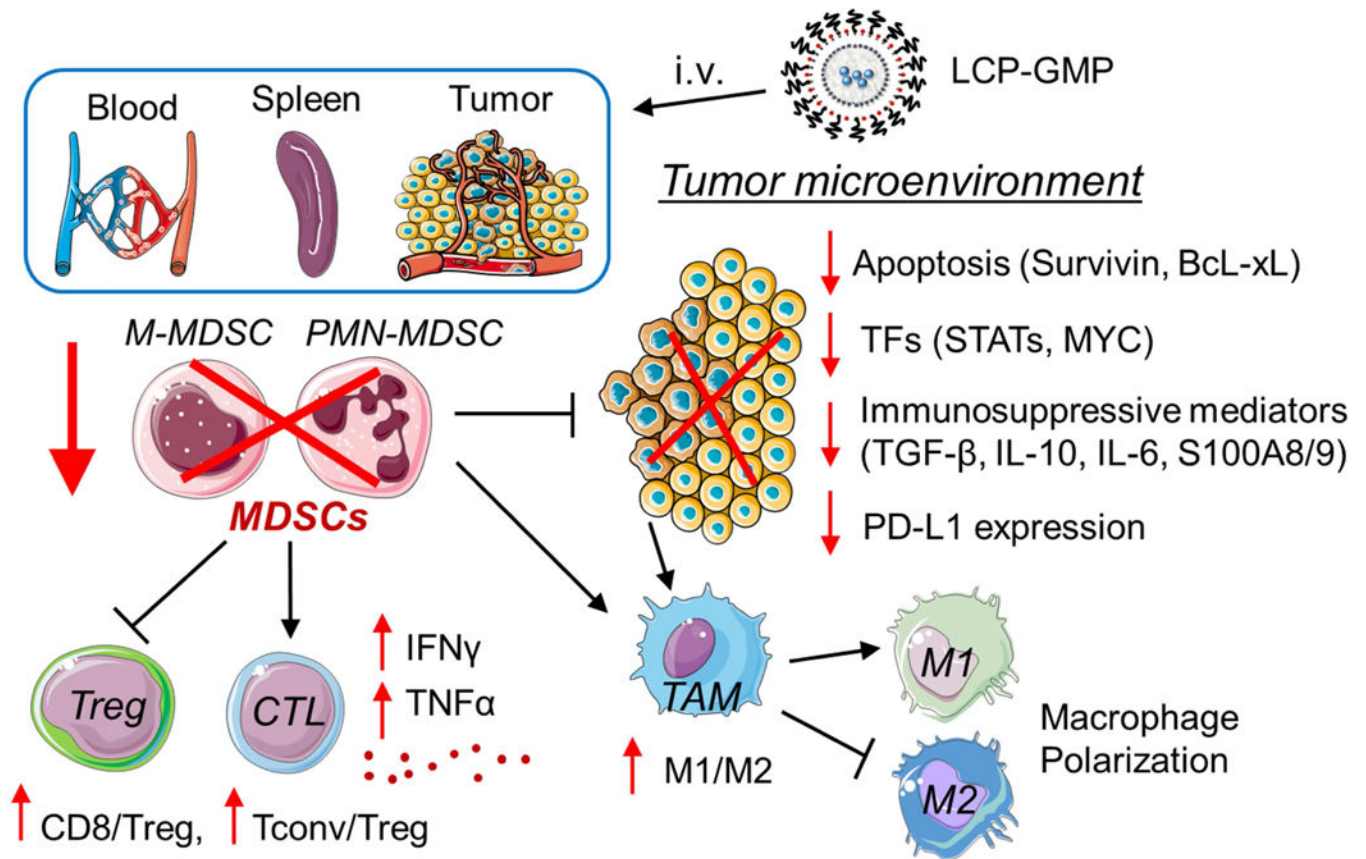 i.v.
LCP-GMP
Blood
Spleen
Tumor
Tumor microenvironment
Apoptosis (Survivin, BcL-xL)
TFs (STATs, MYC)
Immunosuppressive mediators
(TGF-β, IL-10, IL-6, S100A8/9)
PD-L1 expression
M-MDSC
PMN-MDSC
MDSCs
Treg
CTL
IFNγ
TNFα
CD8/Treg,
Tconv/Treg
TAM
M1/M2
M1
M2
Macrophage
Polarization